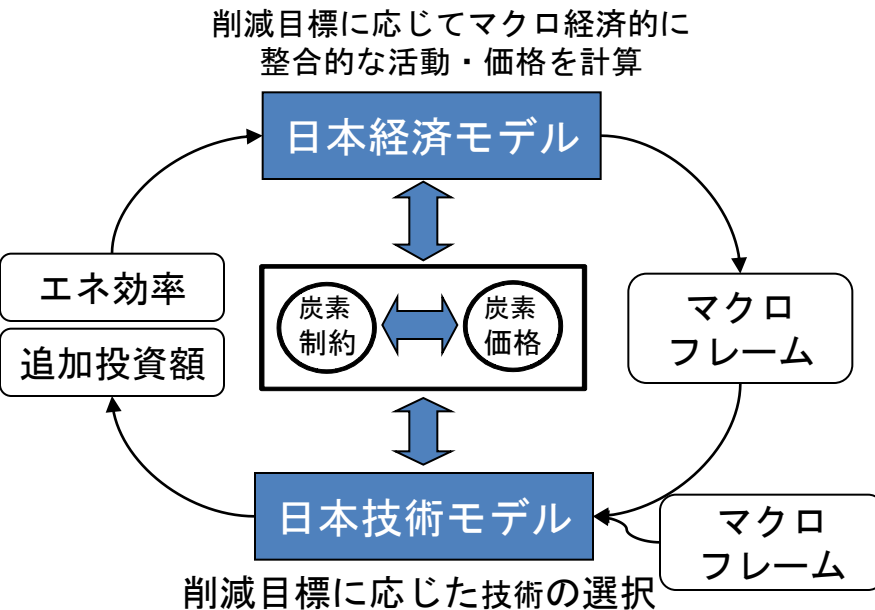 削減目標に応じてマクロ経済的に
整合的な活動・価格を計算
日本経済モデル
エネ効率
追加投資額
炭素
制約
炭素
価格
マクロ
フレーム
日本技術モデル
マクロ
フレーム
削減目標に応じた技術の選択